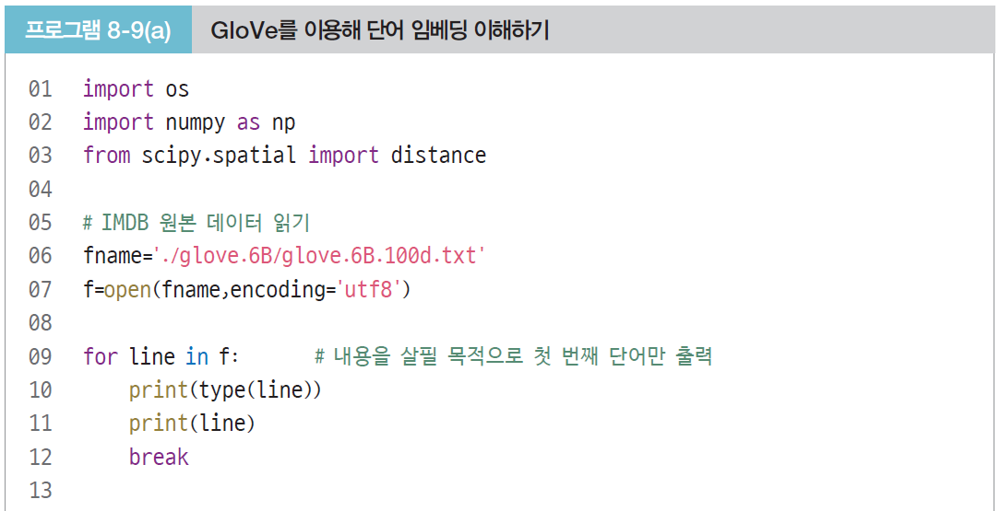 프로그램 8-9(a) GloVe를 이용해 단어 임베딩 이해하기
01 import os
02 import numpy as np
03 from scipy.spatial import distance
04
05 # IMDB 원본 데이터 읽기
06 fname='./glove.6B/glove.6B.100d.txt'
07 f=open(fname,encoding='utf8')
08
09 for line in f: # 내용을 살필 목적으로 첫 번째 단어만 출력
10 print(type(line))
11 print(line)
12 break
13